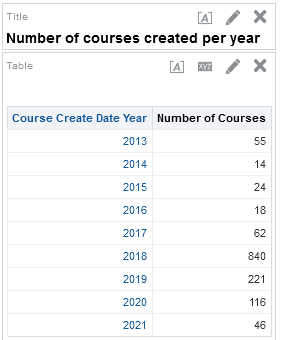 Title
Number of courses created per year
Table
Course Create Date Year Number of Courses
2013 55
2014 14
2015 24
2016 18
2017 62
2018 840
2019 221
2020 116
2021 46